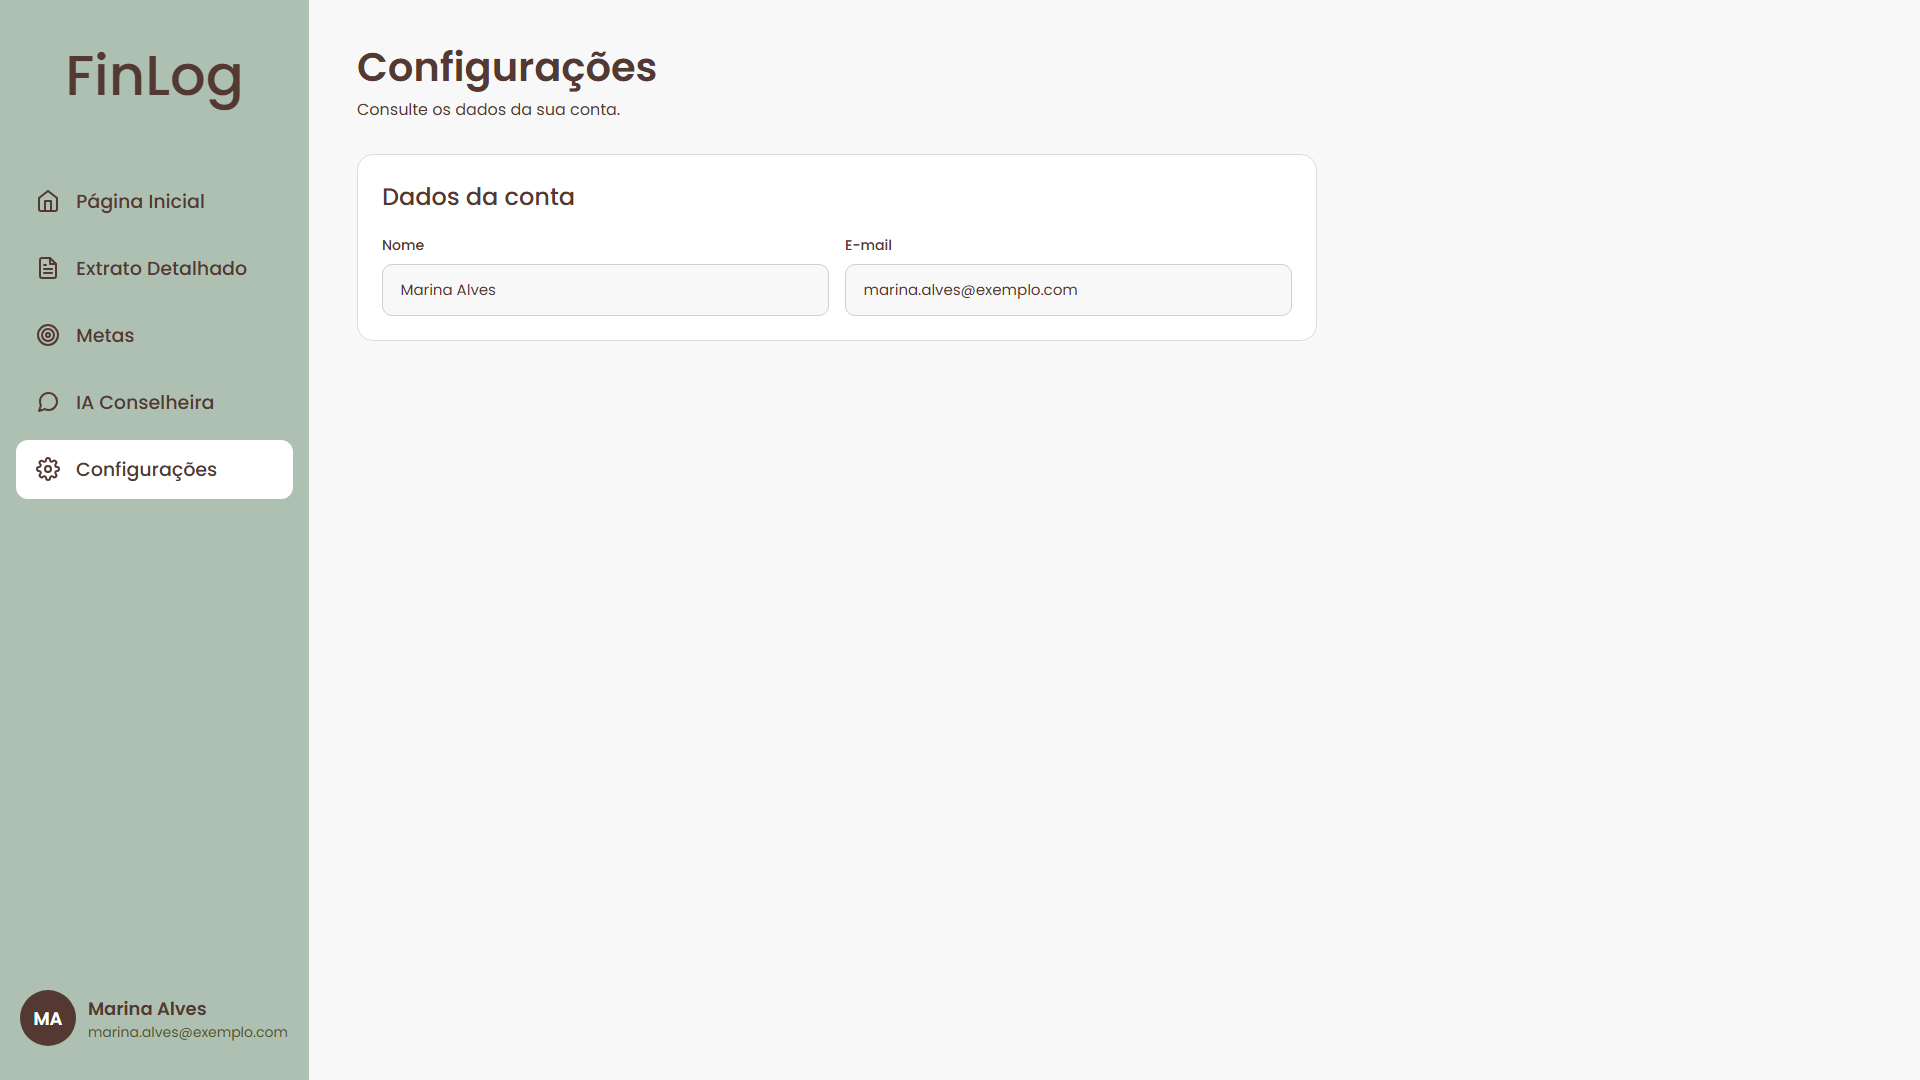 FinLog
Página Inicial
Extrato Detalhado
Metas
IA Conselheira
Configurações
MA
Marina Alves
marina.alves@exemplo.com
Configurações
Consulte os dados da sua conta.
Dados da conta
Nome
Marina Alves
E-mail
marina.alves@exemplo.com